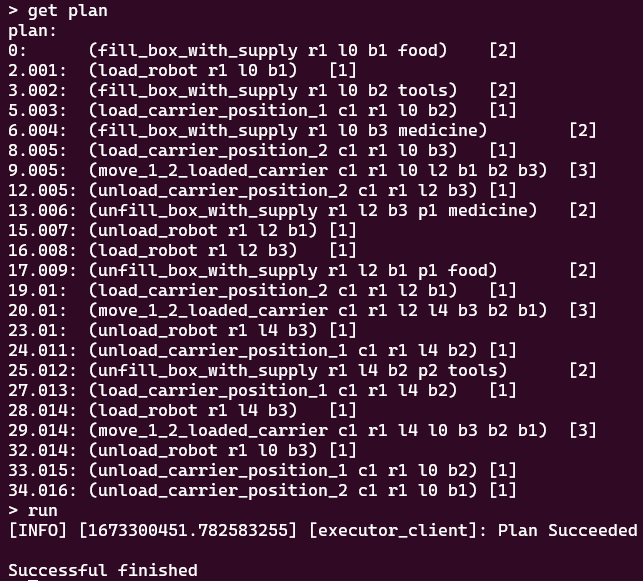 > get plan
plan:
0:      (fill_box_with_supply r1 l0 b1 food)    [2]
2.001:  (load_robot r1 l0 b1)   [1]
3.002:  (fill_box_with_supply r1 l0 b2 tools)   [2]
5.003:  (load_carrier_position_1 c1 r1 l0 b2)   [1]
6.004:  (fill_box_with_supply r1 l0 b3 medicine)        [2]
8.005:  (load_carrier_position_2 c1 r1 l0 b3)   [1]
9.005:  (move_1_2_loaded_carrier c1 r1 l0 l2 b1 b2 b3)  [3]
12.005: (unload_carrier_position_2 c1 r1 l2 b3) [1]
13.006: (unfill_box_with_supply r1 l2 b3 p1 medicine)   [2]
15.007: (unload_robot r1 l2 b1) [1]
16.008: (load_robot r1 l2 b3)   [1]
17.009: (unfill_box_with_supply r1 l2 b1 p1 food)       [2]
19.01:  (load_carrier_position_2 c1 r1 l2 b1)   [1]
20.01:  (move_1_2_loaded_carrier c1 r1 l2 l4 b3 b2 b1)  [3]
23.01:  (unload_robot r1 l4 b3) [1]
24.011: (unload_carrier_position_1 c1 r1 l4 b2) [1]
25.012: (unfill_box_with_supply r1 l4 b2 p2 tools)      [2]
27.013: (load_carrier_position_1 c1 r1 l4 b2)   [1]
28.014: (load_robot r1 l4 b3)   [1]
29.014: (move_1_2_loaded_carrier c1 r1 l4 l0 b3 b2 b1)  [3]
32.014: (unload_robot r1 l0 b3) [1]
33.015: (unload_carrier_position_1 c1 r1 l0 b2) [1]
34.016: (unload_carrier_position_2 c1 r1 l0 b1) [1]
> run
[INFO] [1673300451.782583255] [executor_client]: Plan Succeeded
Successful finished